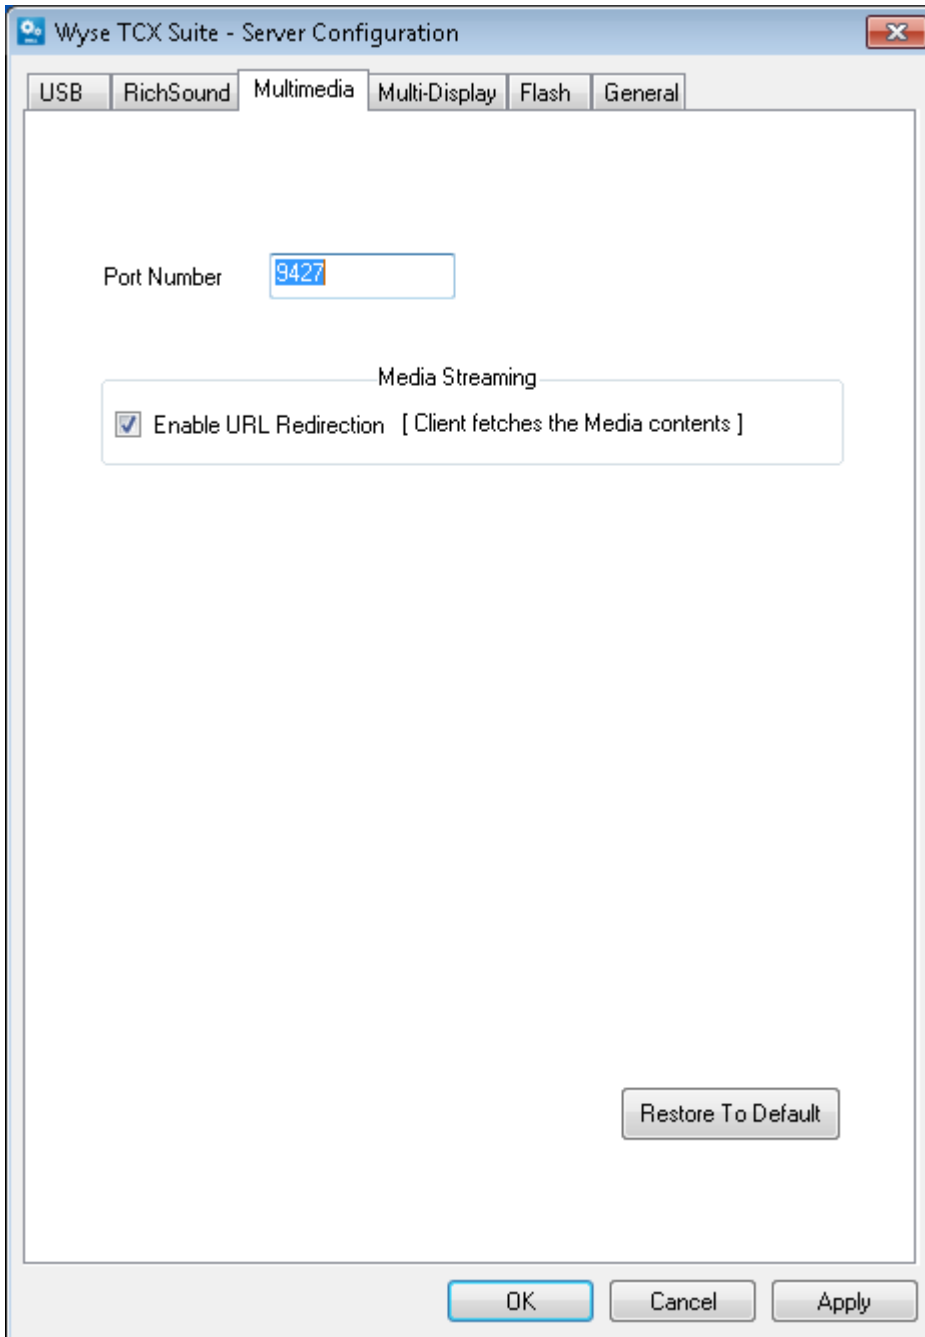 Wyse TCX Suite - Server Configuration
USB RichSound Multimedia Multi-Display Flash General
Port Number 9427
Media Streaming
Enable URL Redirection [ Client fetches the Media contents ]
Restore To Default
OK Cancel Apply